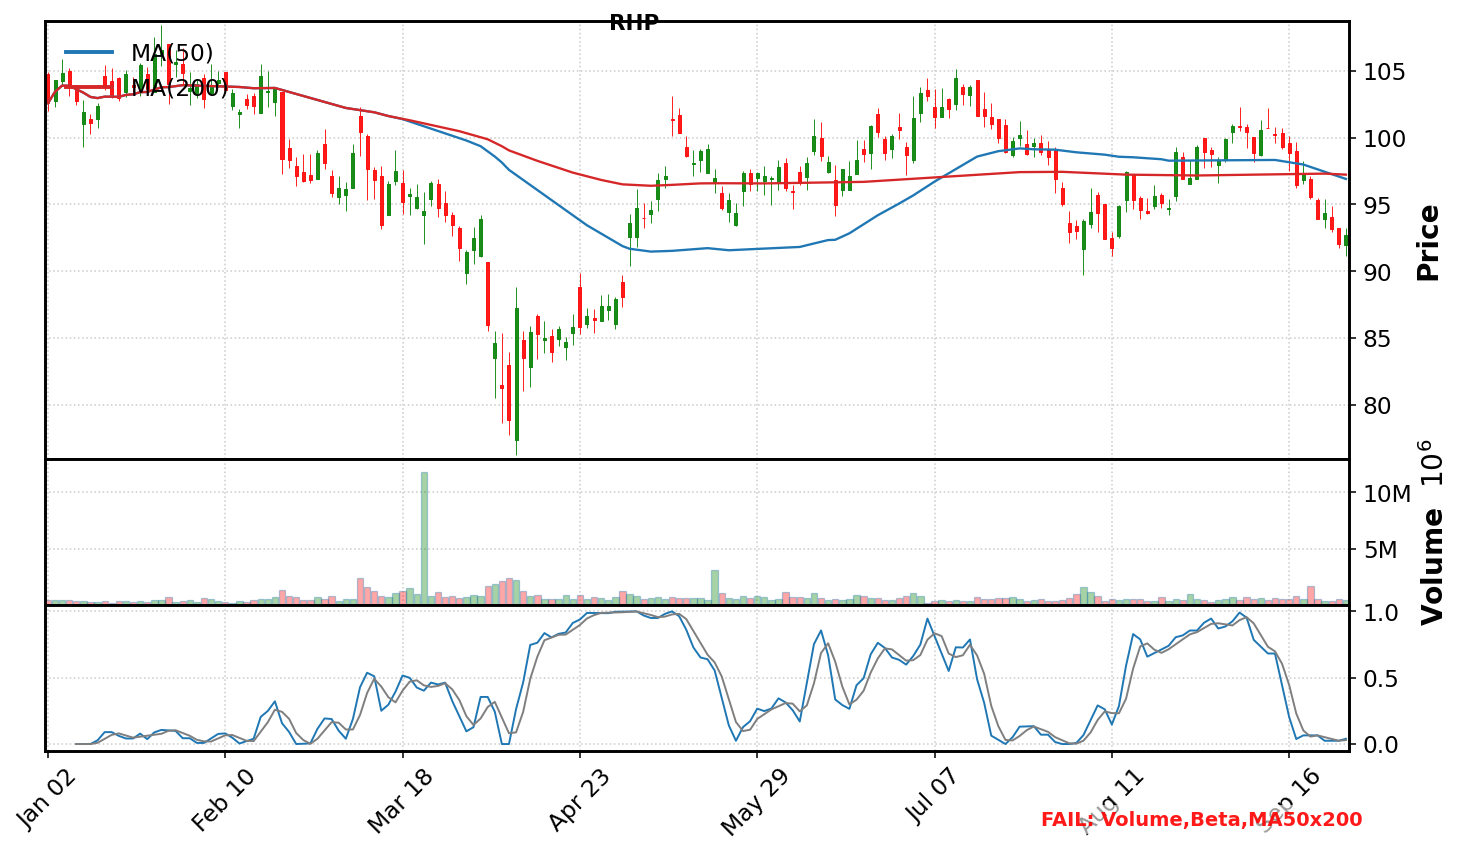 RHP
MA(50)
MA(200)
105
100
95
90
85
80
Price
10M
5M
Volume 10^6
1.0
0.5
0.0
Jan 02
Feb 10
Mar 18
Apr 23
May 29
Jul 07
Aug 11
Sep 16
FAIL: Volume,Beta,MA50x200